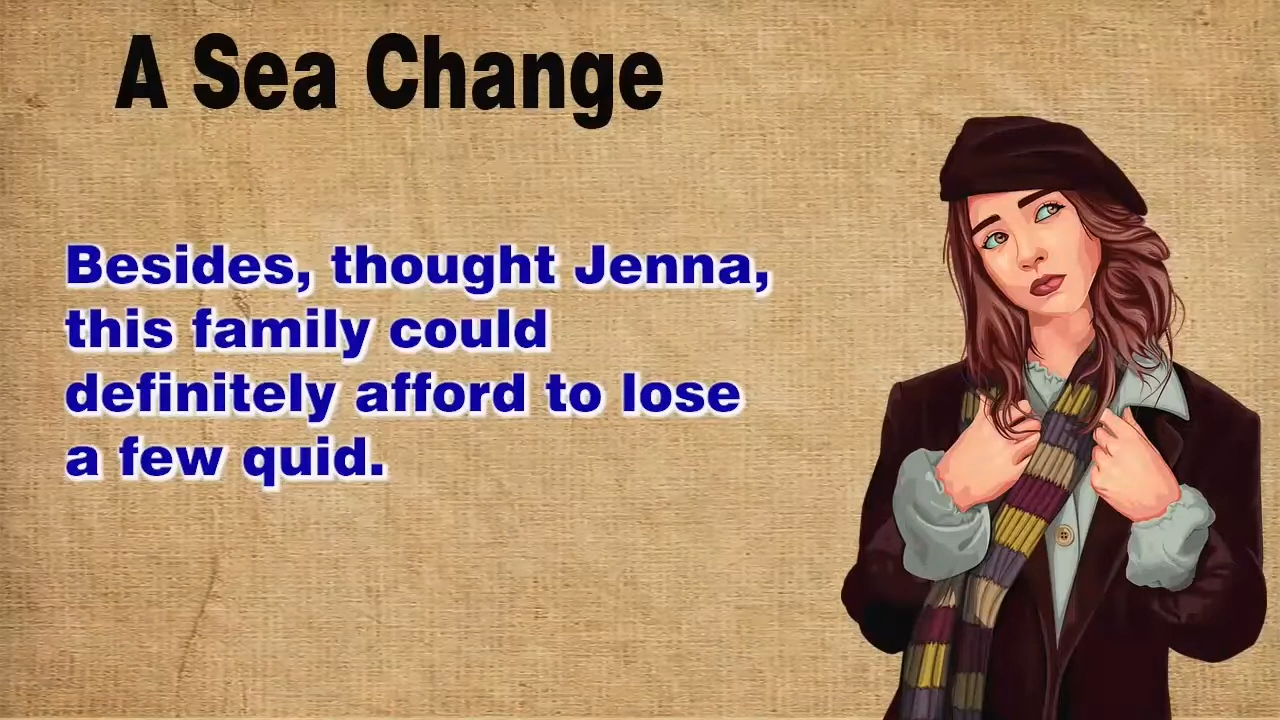 A Sea Change
Besides, thought Jenna,
this family could
definitely afford to lose
a few quid.